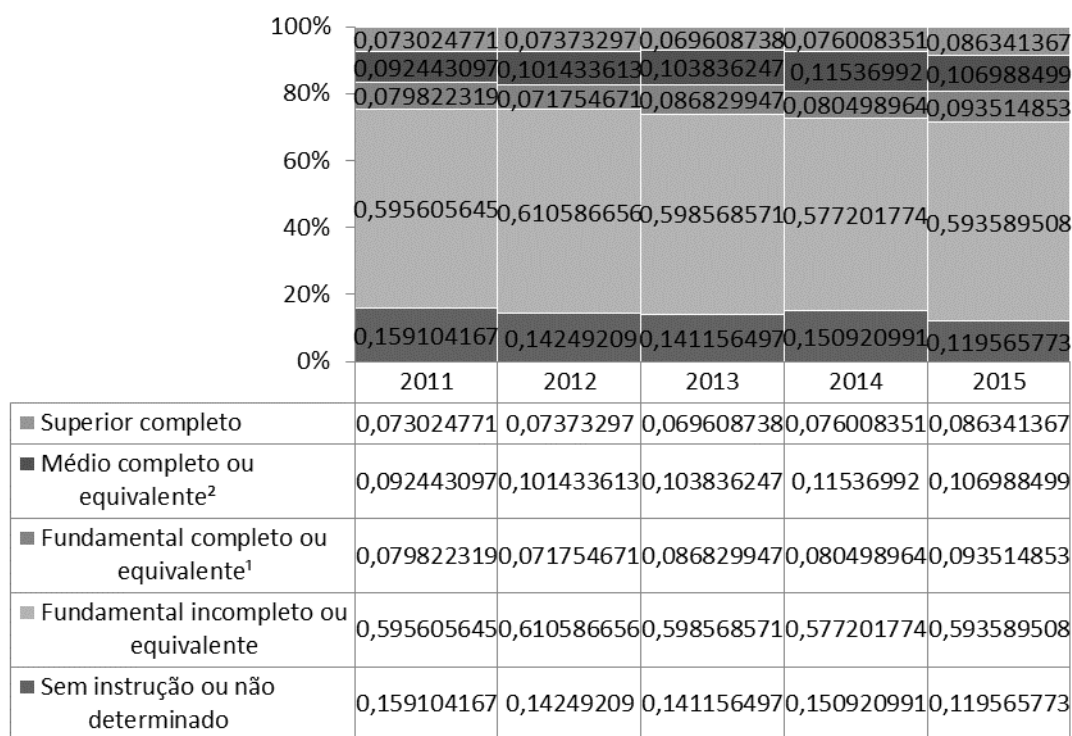 100%
0,073024771 0,07373297 0,069608738 0,076008351 0,086341367
0,092443097 0,101433613 0,103836247 0,11536992 0,106988499
80%
0,079822319 0,071754671 0,086829947 0,080498964 0,093514853
60%
0,595605645 0,610586656 0,598568571 0,577201774 0,593589508
40%
20%
0,159104167 0,14249209 0,141156497 0,150920991 0,119565773
0%
2011 2012 2013 2014 2015
Superior completo 0,073024771 0,07373297 0,069608738 0,076008351 0,086341367
Médio completo ou
equivalente² 0,092443097 0,101433613 0,103836247 0,11536992 0,106988499
Fundamental completo ou
equivalente¹ 0,079822319 0,071754671 0,086829947 0,080498964 0,093514853
Fundamental incompleto ou
equivalente 0,595605645 0,610586656 0,598568571 0,577201774 0,593589508
Sem instrução ou não
determinado 0,159104167 0,14249209 0,141156497 0,150920991 0,119565773